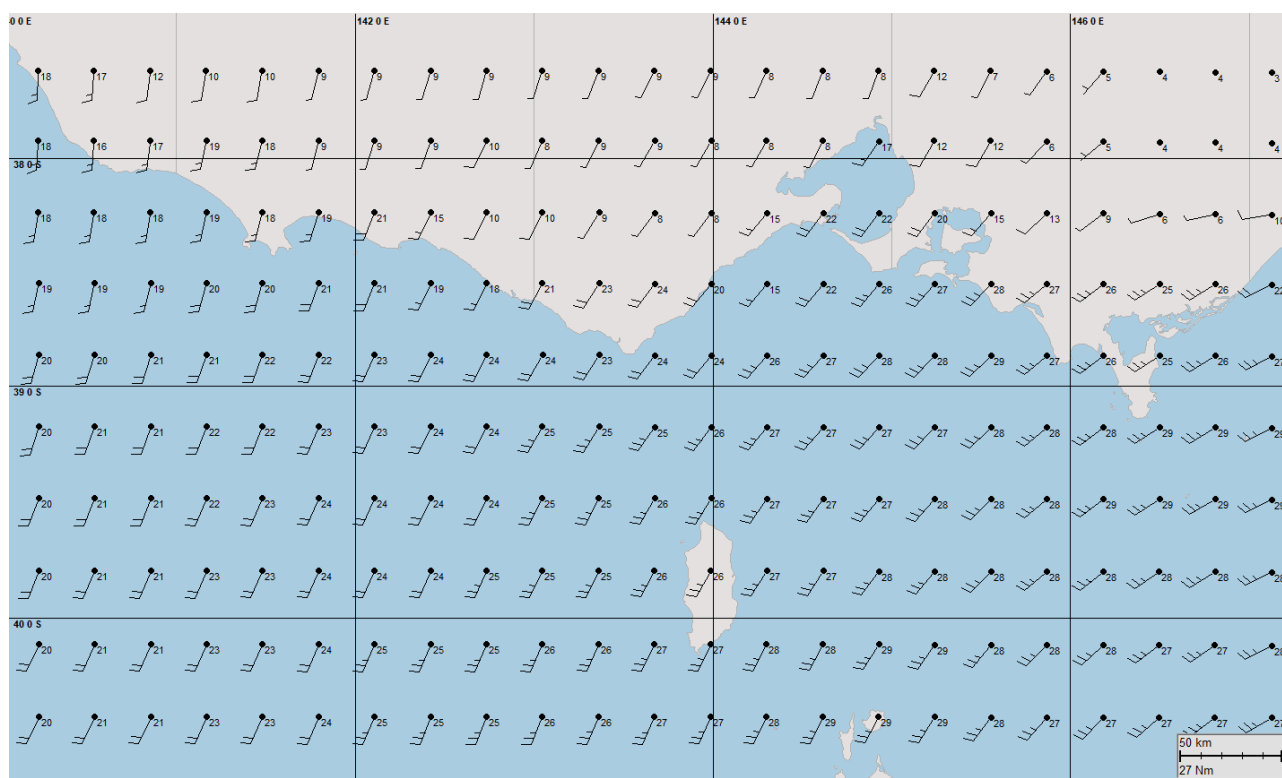 0 0 E 142 0 E 144 0 E 146 0 E
18 17 12 10 10 9 9 9 9 9 9 9 9 8 8 8 12 7 6 5 4 4 3
18 16 17 19 18 9 9 9 10 8 9 9 8 8 8 17 12 12 6 5 4 4 4
38 0 S
18 18 18 19 18 19 21 15 10 10 9 8 8 15 22 22 20 15 13 9 6 6 10
19 19 19 20 20 21 21 19 18 21 23 24 20 15 22 26 27 28 27 26 25 26 22
20 20 21 21 22 22 23 24 24 24 23 24 24 26 27 28 28 29 27 26 25 26 27
39 0 S
20 21 21 22 22 23 23 24 24 25 25 25 26 27 27 27 27 28 28 28 29 29 29
20 21 21 22 23 24 24 24 24 25 25 26 26 27 27 27 28 28 28 29 29 29 29
20 21 21 23 23 24 24 24 25 25 26 26 26 27 27 28 28 28 28 28 28 28 28
40 0 S
20 21 21 23 23 24 25 25 25 26 26 27 27 28 28 29 29 28 28 28 27 27 28
20 21 21 23 23 24 25 25 25 26 26 27 27 28 29 29 29 28 27 27 27 27 27
50 km
27 Nm